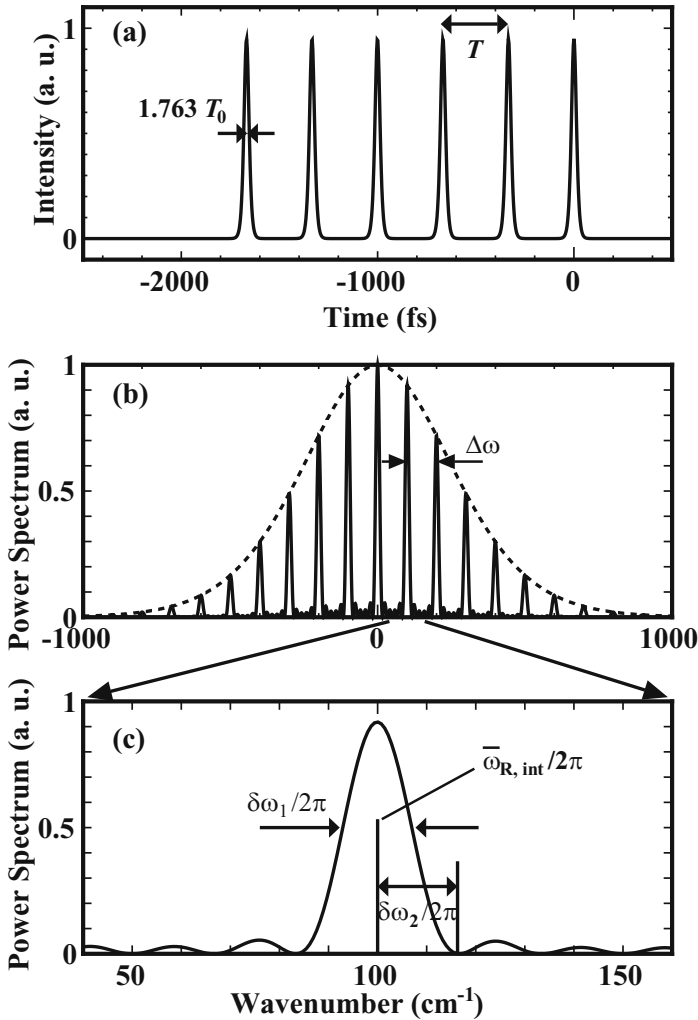 (a)
Intensity (a. u.)
1
0
T
1.763 T₀
-2000 -1000 0
Time (fs)
(b)
Power Spectrum (a. u.)
1
0.5
0
Δω
-1000 0 1000
(c)
Power Spectrum (a. u.)
1
0.5
0
ω̅R, int/2π
δω₁/2π
δω₂/2π
50 100 150
Wavenumber (cm⁻¹)